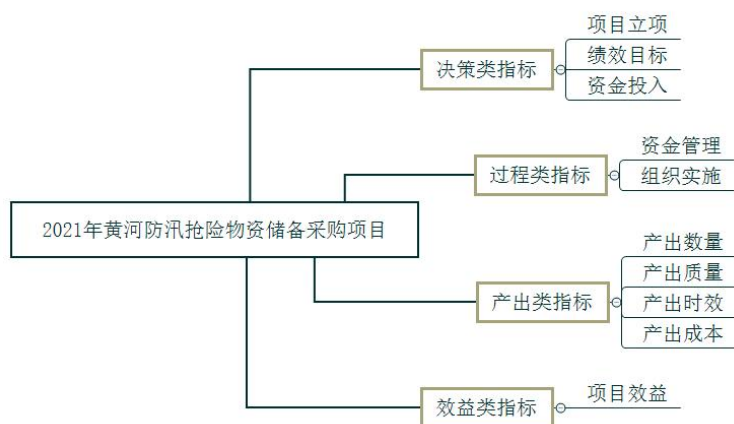 2021年黄河防汛抢险物资储备采购项目
决策类指标
项目立项
绩效目标
资金投入
过程类指标
资金管理
组织实施
产出类指标
产出数量
产出质量
产出时效
产出成本
效益类指标
项目效益